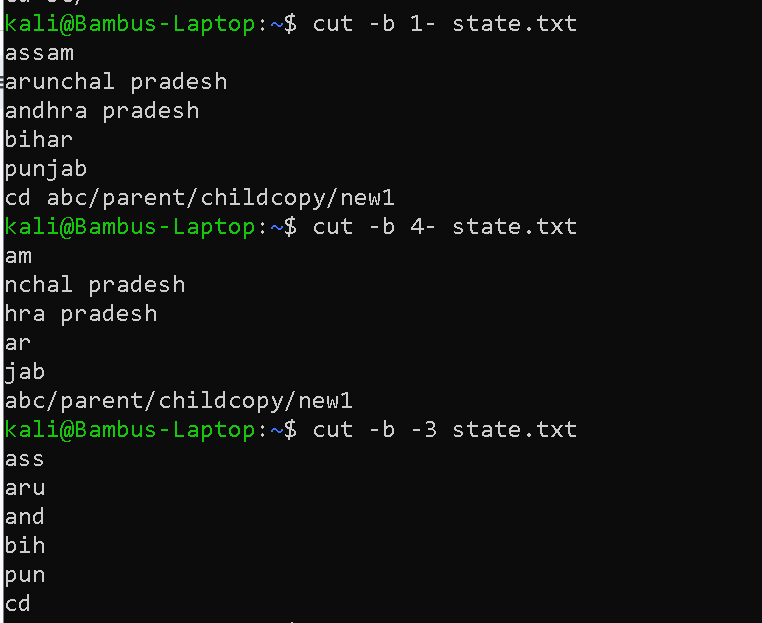 kali@Bambus-Laptop:~$ cut -b 1- state.txt
assam
arunchal pradesh
andhra pradesh
bihar
punjab
cd abc/parent/childcopy/new1
kali@Bambus-Laptop:~$ cut -b 4- state.txt
am
nchal pradesh
hra pradesh
ar
jab
abc/parent/childcopy/new1
kali@Bambus-Laptop:~$ cut -b -3 state.txt
ass
aru
and
bih
pun
cd